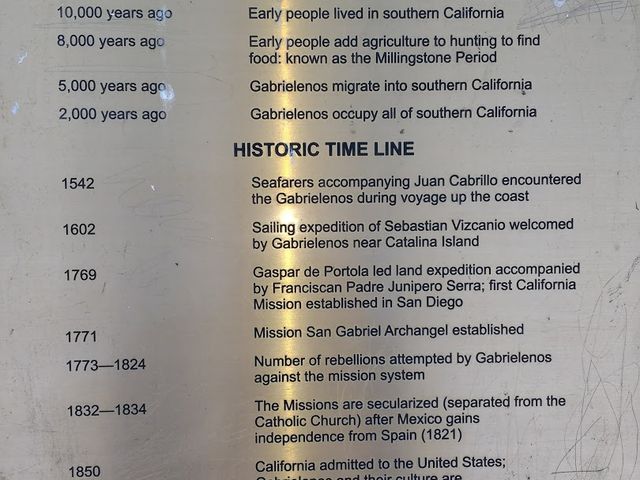 10,000 years ago Early people lived in southern California
8,000 years ago Early people add agriculture to hunting to find
food: known as the Millingstone Period
5,000 years ago Gabrielenos migrate into southern California
2,000 years ago Gabrielenos occupy all of southern California
HISTORIC TIME LINE
1542 Seafarers accompanying Juan Cabrillo encountered
the Gabrielenos during voyage up the coast
1602 Sailing expedition of Sebastian Vizcanio welcomed
by Gabrielenos near Catalina Island
1769 Gaspar de Portola led land expedition accompanied
by Franciscan Padre Junipero Serra; first California
Mission established in San Diego
1771 Mission San Gabriel Archangel established
1773—1824 Number of rebellions attempted by Gabrielenos
against the mission system
1832—1834 The Missions are secularized (separated from the
Catholic Church) after Mexico gains
independence from Spain (1821)
1850 California admitted to the United States;
Gabrielenos and their culture are